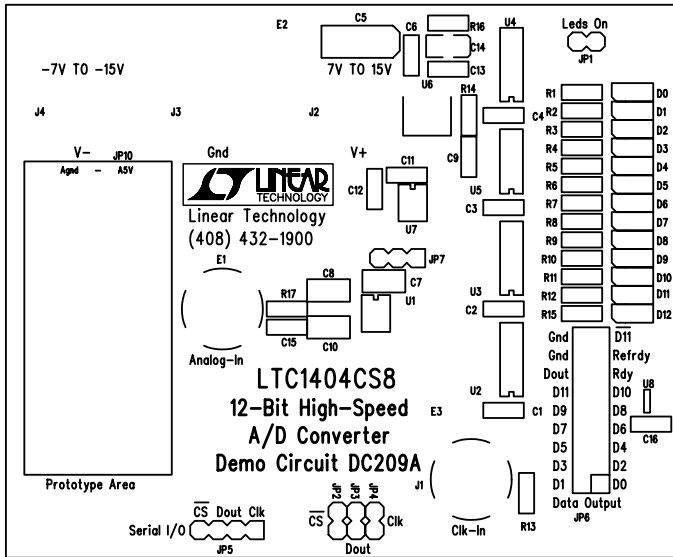 E2
C5
C6
R16
U4
Leds On
C14
JP1
-7V TO -15V
7V TO 15V
C13
U6
R14
J4
J3
J2
C4
R1
D0
R2
D1
R3
D2
R4
D3
R5
D4
R6
D5
R7
D6
R8
D7
R9
D8
R10
D9
R11
D10
R12
D11
R15
D12
V-
JP10
Gnd
V+
C11
C9
Agnd - A5V
LINEAR
TECHNOLOGY
C12
U5
Linear Technology
C3
U7
(408) 432-1900
E1
JP7
C8
C7
R17
U3
U1
C2
C15
C10
Analog-In
LTC1404CS8
12-Bit High-Speed
A/D Converter
Demo Circuit DC209A
U2
E3
C1
Gnd
D11
Gnd
Refrdy
Dout
Rdy
D11
D10
U8
D9
D8
D7
D6
C16
D5
D4
D3
D2
D1
D0
Data Output
JP6
Prototype Area
J1
Clk-In
R13
CS Dout Clk
Serial I/O
JP5
JP2
JP3
JP4
CS
Clk
Dout